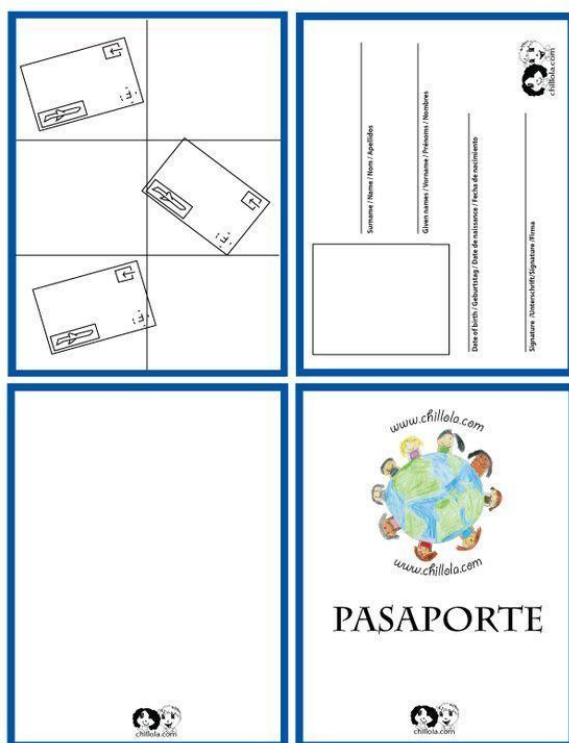 Surname / Name / Nom / Apellidos
Given names / Vorname / Prénoms / Nombres
Date of birth / Geburtstag / Date de naissance / Fecha de nacimiento
Signature /Unterschrift/Signature /Firma
chillola.com
www.chillola.com
www.chillola.com
PASAPORTE
chillola.com
chillola.com